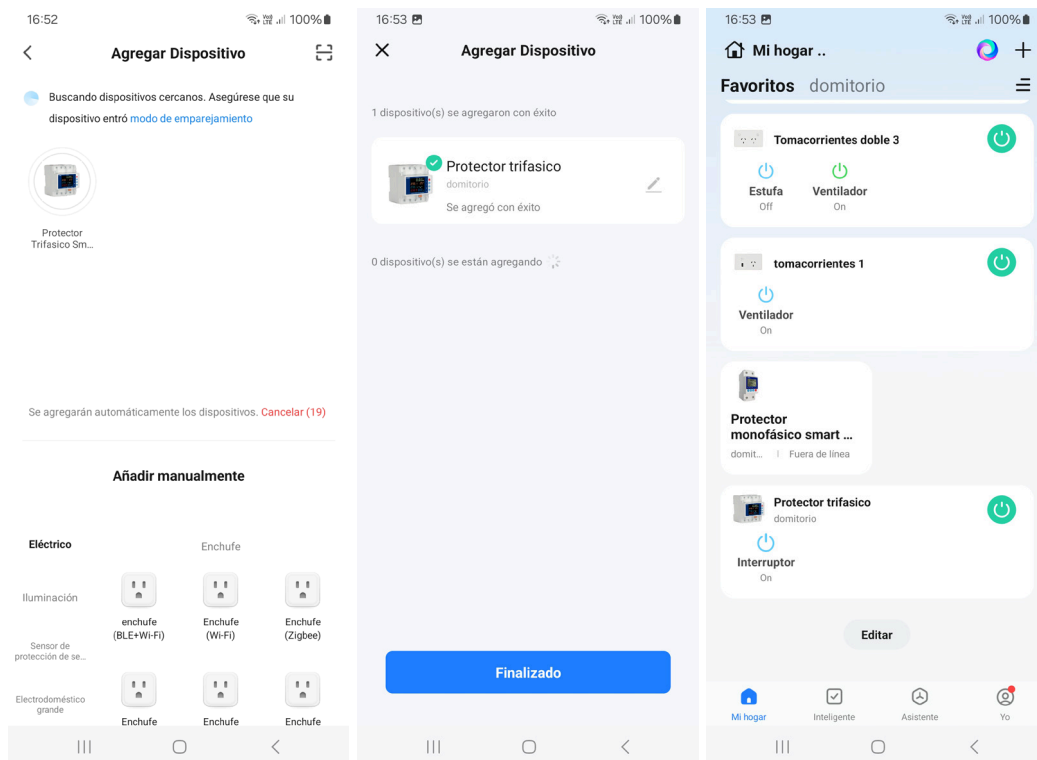 16:52
100%
Agregar Dispositivo
Buscando dispositivos cercanos. Asegúrese que su
dispositivo entró modo de emparejamiento
Protector
Trifasico Sm...
Se agregarán automáticamente los dispositivos. Cancelar (19)
Añadir manualmente
Eléctrico
Enchufe
Iluminación
enchufe
(BLE+Wi-Fi)
Enchufe
(Wi-Fi)
Enchufe
(Zigbee)
Sensor de
protección de se...
Electrodoméstico
grande
Enchufe
Enchufe
Enchufe
16:53
100%
Agregar Dispositivo
1 dispositivo(s) se agregaron con éxito
Protector trifasico
domitorio
Se agregó con éxito
0 dispositivo(s) se están agregando
Finalizado
16:53
100%
Mi hogar ..
Favoritos domitorio
Tomacorrientes doble 3
Estufa
Off
Ventilador
On
tomacorrientes 1
Ventilador
On
Protector
monofásico smart ...
domit... | Fuera de línea
Protector trifasico
domitorio
Interruptor
On
Editar
Mi hogar
Inteligente
Asistente
Yo